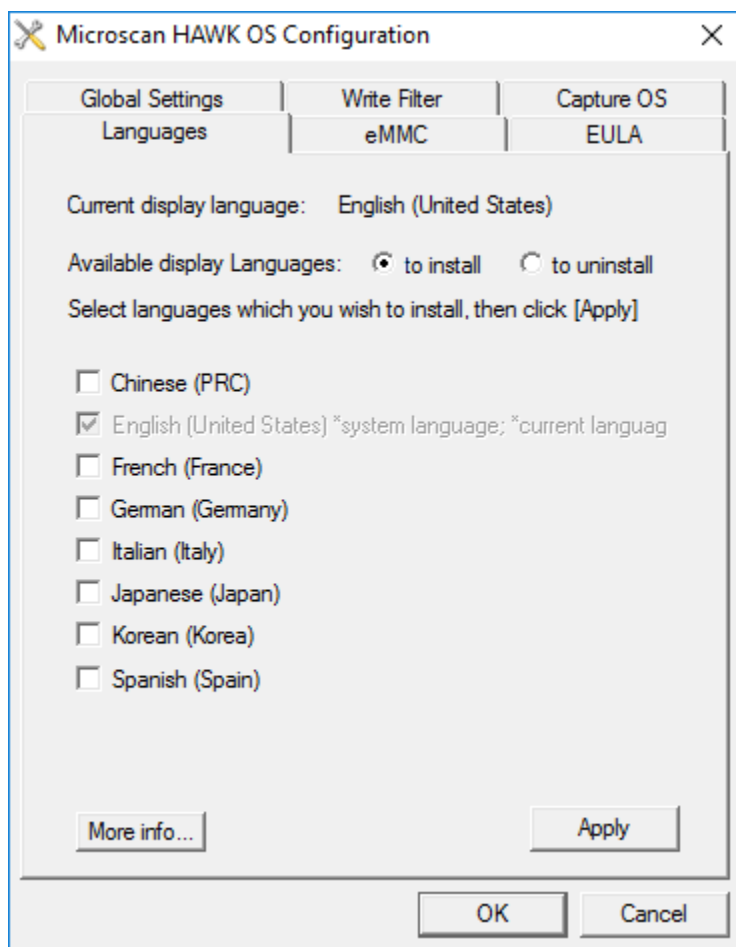 Microscan HAWK OS Configuration
Global Settings Write Filter Capture OS
Languages eMMC EULA
Current display language: English (United States)
Available display Languages: to install to uninstall
Select languages which you wish to install, then click [Apply]
Chinese (PRC)
English (United States) *system language; *current languag
French (France)
German (Germany)
Italian (Italy)
Japanese (Japan)
Korean (Korea)
Spanish (Spain)
More info... Apply
OK Cancel